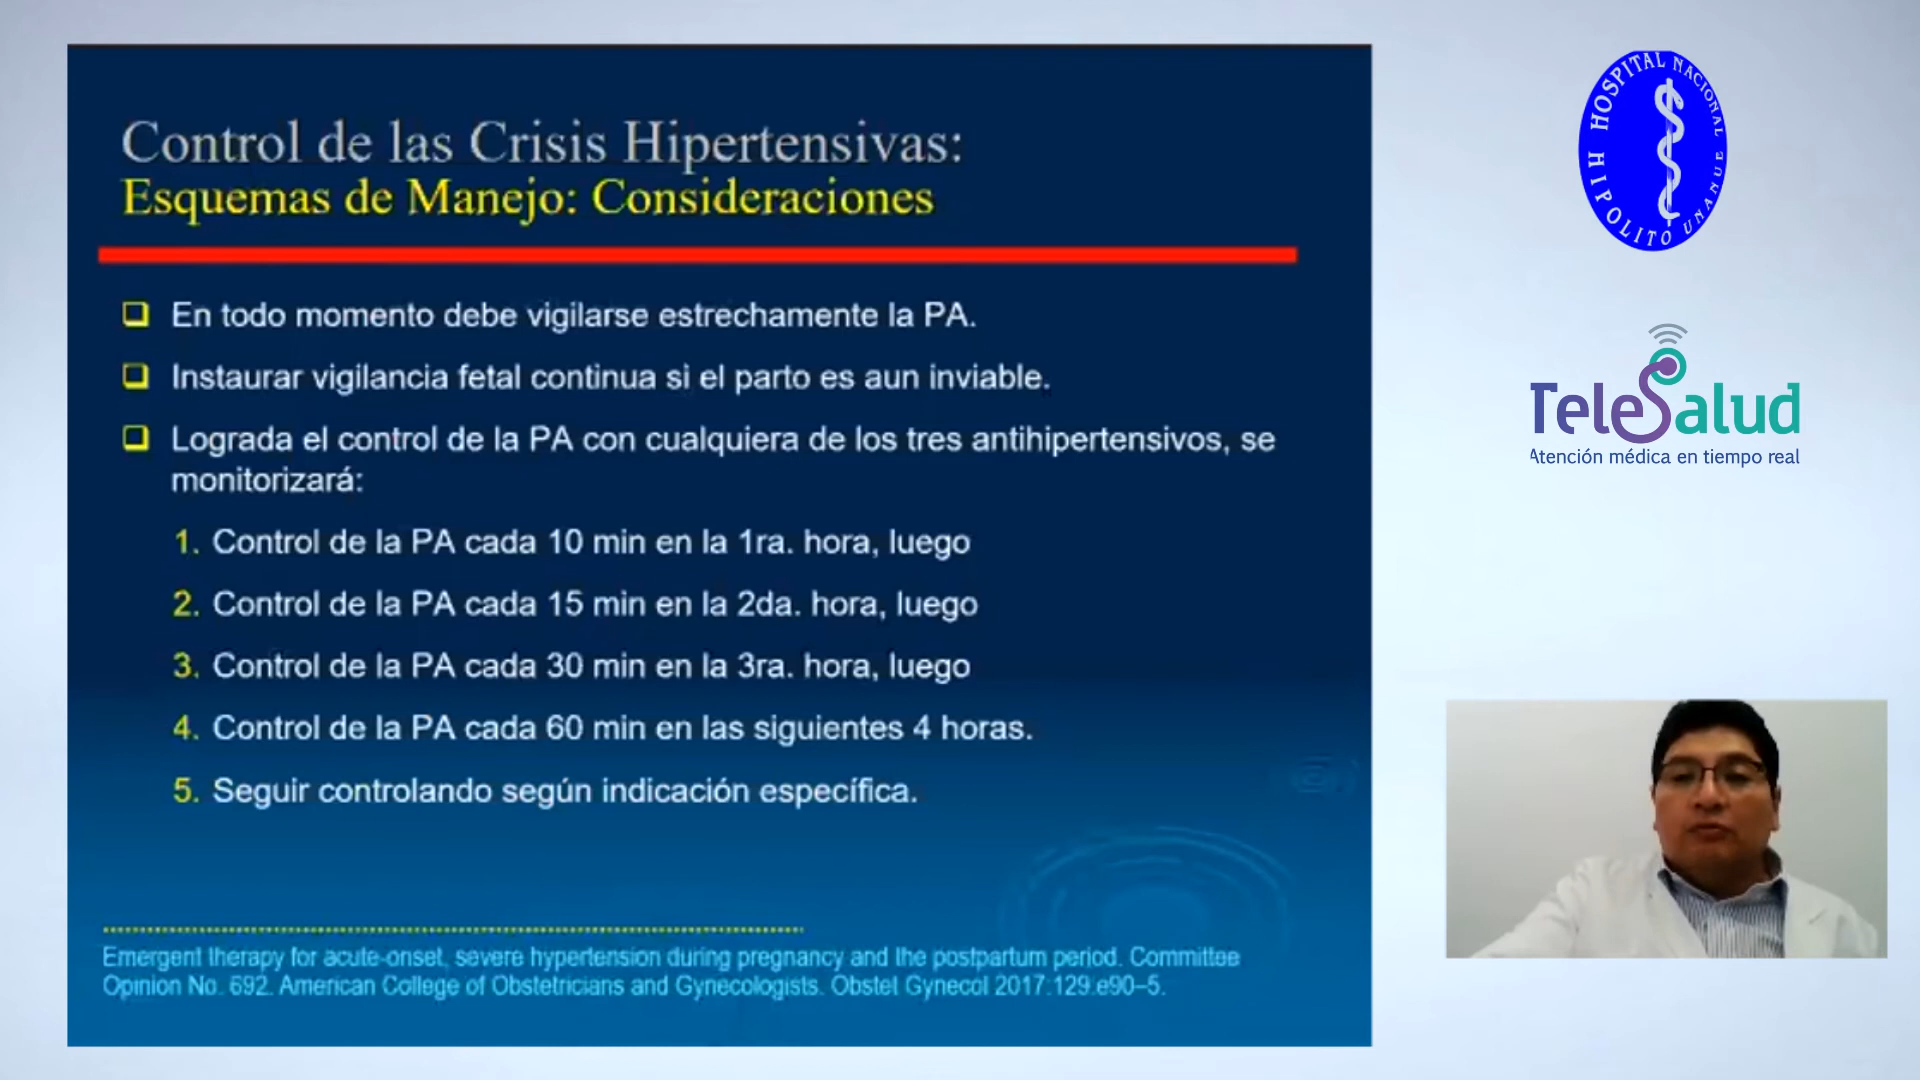 Control de las Crisis Hipertensivas:
Esquemas de Manejo: Consideraciones
En todo momento debe vigilarse estrechamente la PA.
Instaurar vigilancia fetal continua si el parto es aun inviable.
Lograda el control de la PA con cualquiera de los tres antihipertensivos, se
monitorizará:
1. Control de la PA cada 10 min en la 1ra. hora, luego
2. Control de la PA cada 15 min en la 2da. hora, luego
3. Control de la PA cada 30 min en la 3ra. hora, luego
4. Control de la PA cada 60 min en las siguientes 4 horas.
5. Seguir controlando según indicación específica.
Emergent therapy for acute-onset, severe hypertension during pregnancy and the postpartum period. Committee
Opinion No. 692. American College of Obstetricians and Gynecologists. Obstet Gynecol 2017:129:e90–5.
HOSPITAL NACIONAL
HIPOLITO UNANUE
TeleSalud
Atención médica en tiempo real